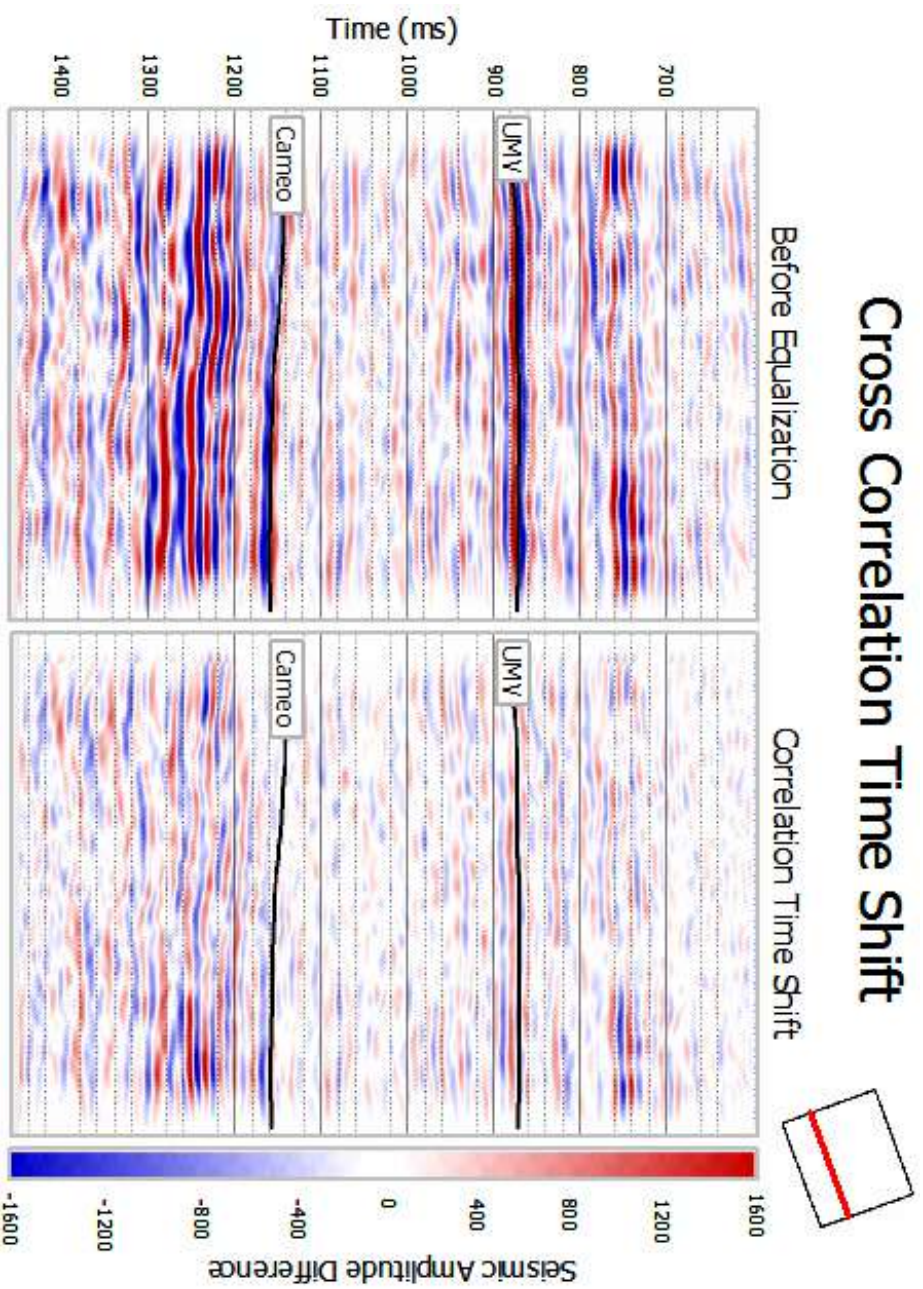 Cross Correlation Time Shift
Before Equalization
Correlation Time Shift
Time (ms)
700
800
900
1000
1100
1200
1300
1400
UMV
Cameo
UMV
Cameo
1600
1200
800
400
0
-400
-800
-1200
-1600
Seismic Amplitude Difference